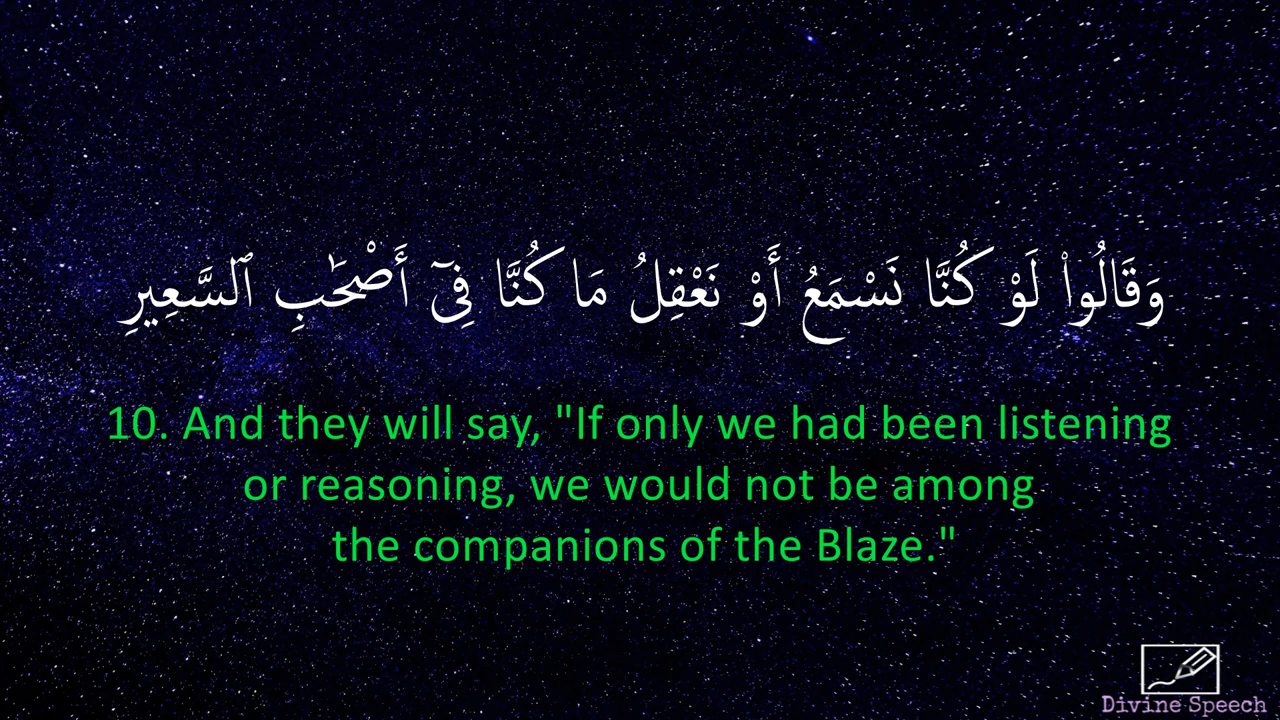 وَقَالُوا۟ لَوْ كُنَّا نَسْمَعُ أَوْ نَعْقِلُ مَا كُنَّا فِىٓ أَصْحَٰبِ ٱلسَّعِيرِ
10. And they will say, "If only we had been listening
or reasoning, we would not be among
the companions of the Blaze."
Divine Speech